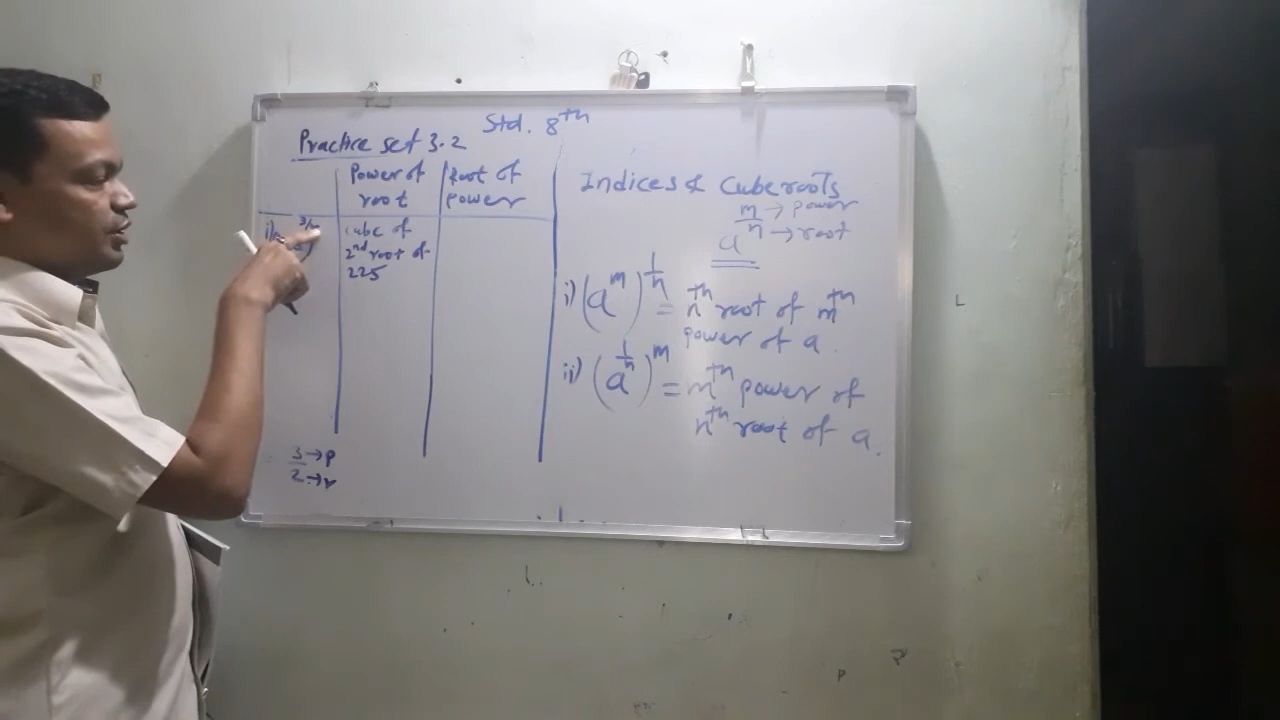 Std. 8th
Practice set 3.2
Power of root
Root of power
i)
3/2
cube of
2nd root of
225
3 → p
2 → r
Indices & Cuberoots
m → power
n → root
a
i) (a^m)^1/n = nth root of mth
power of a.
ii) (a^1/n)^m = mth power of
nth root of a.